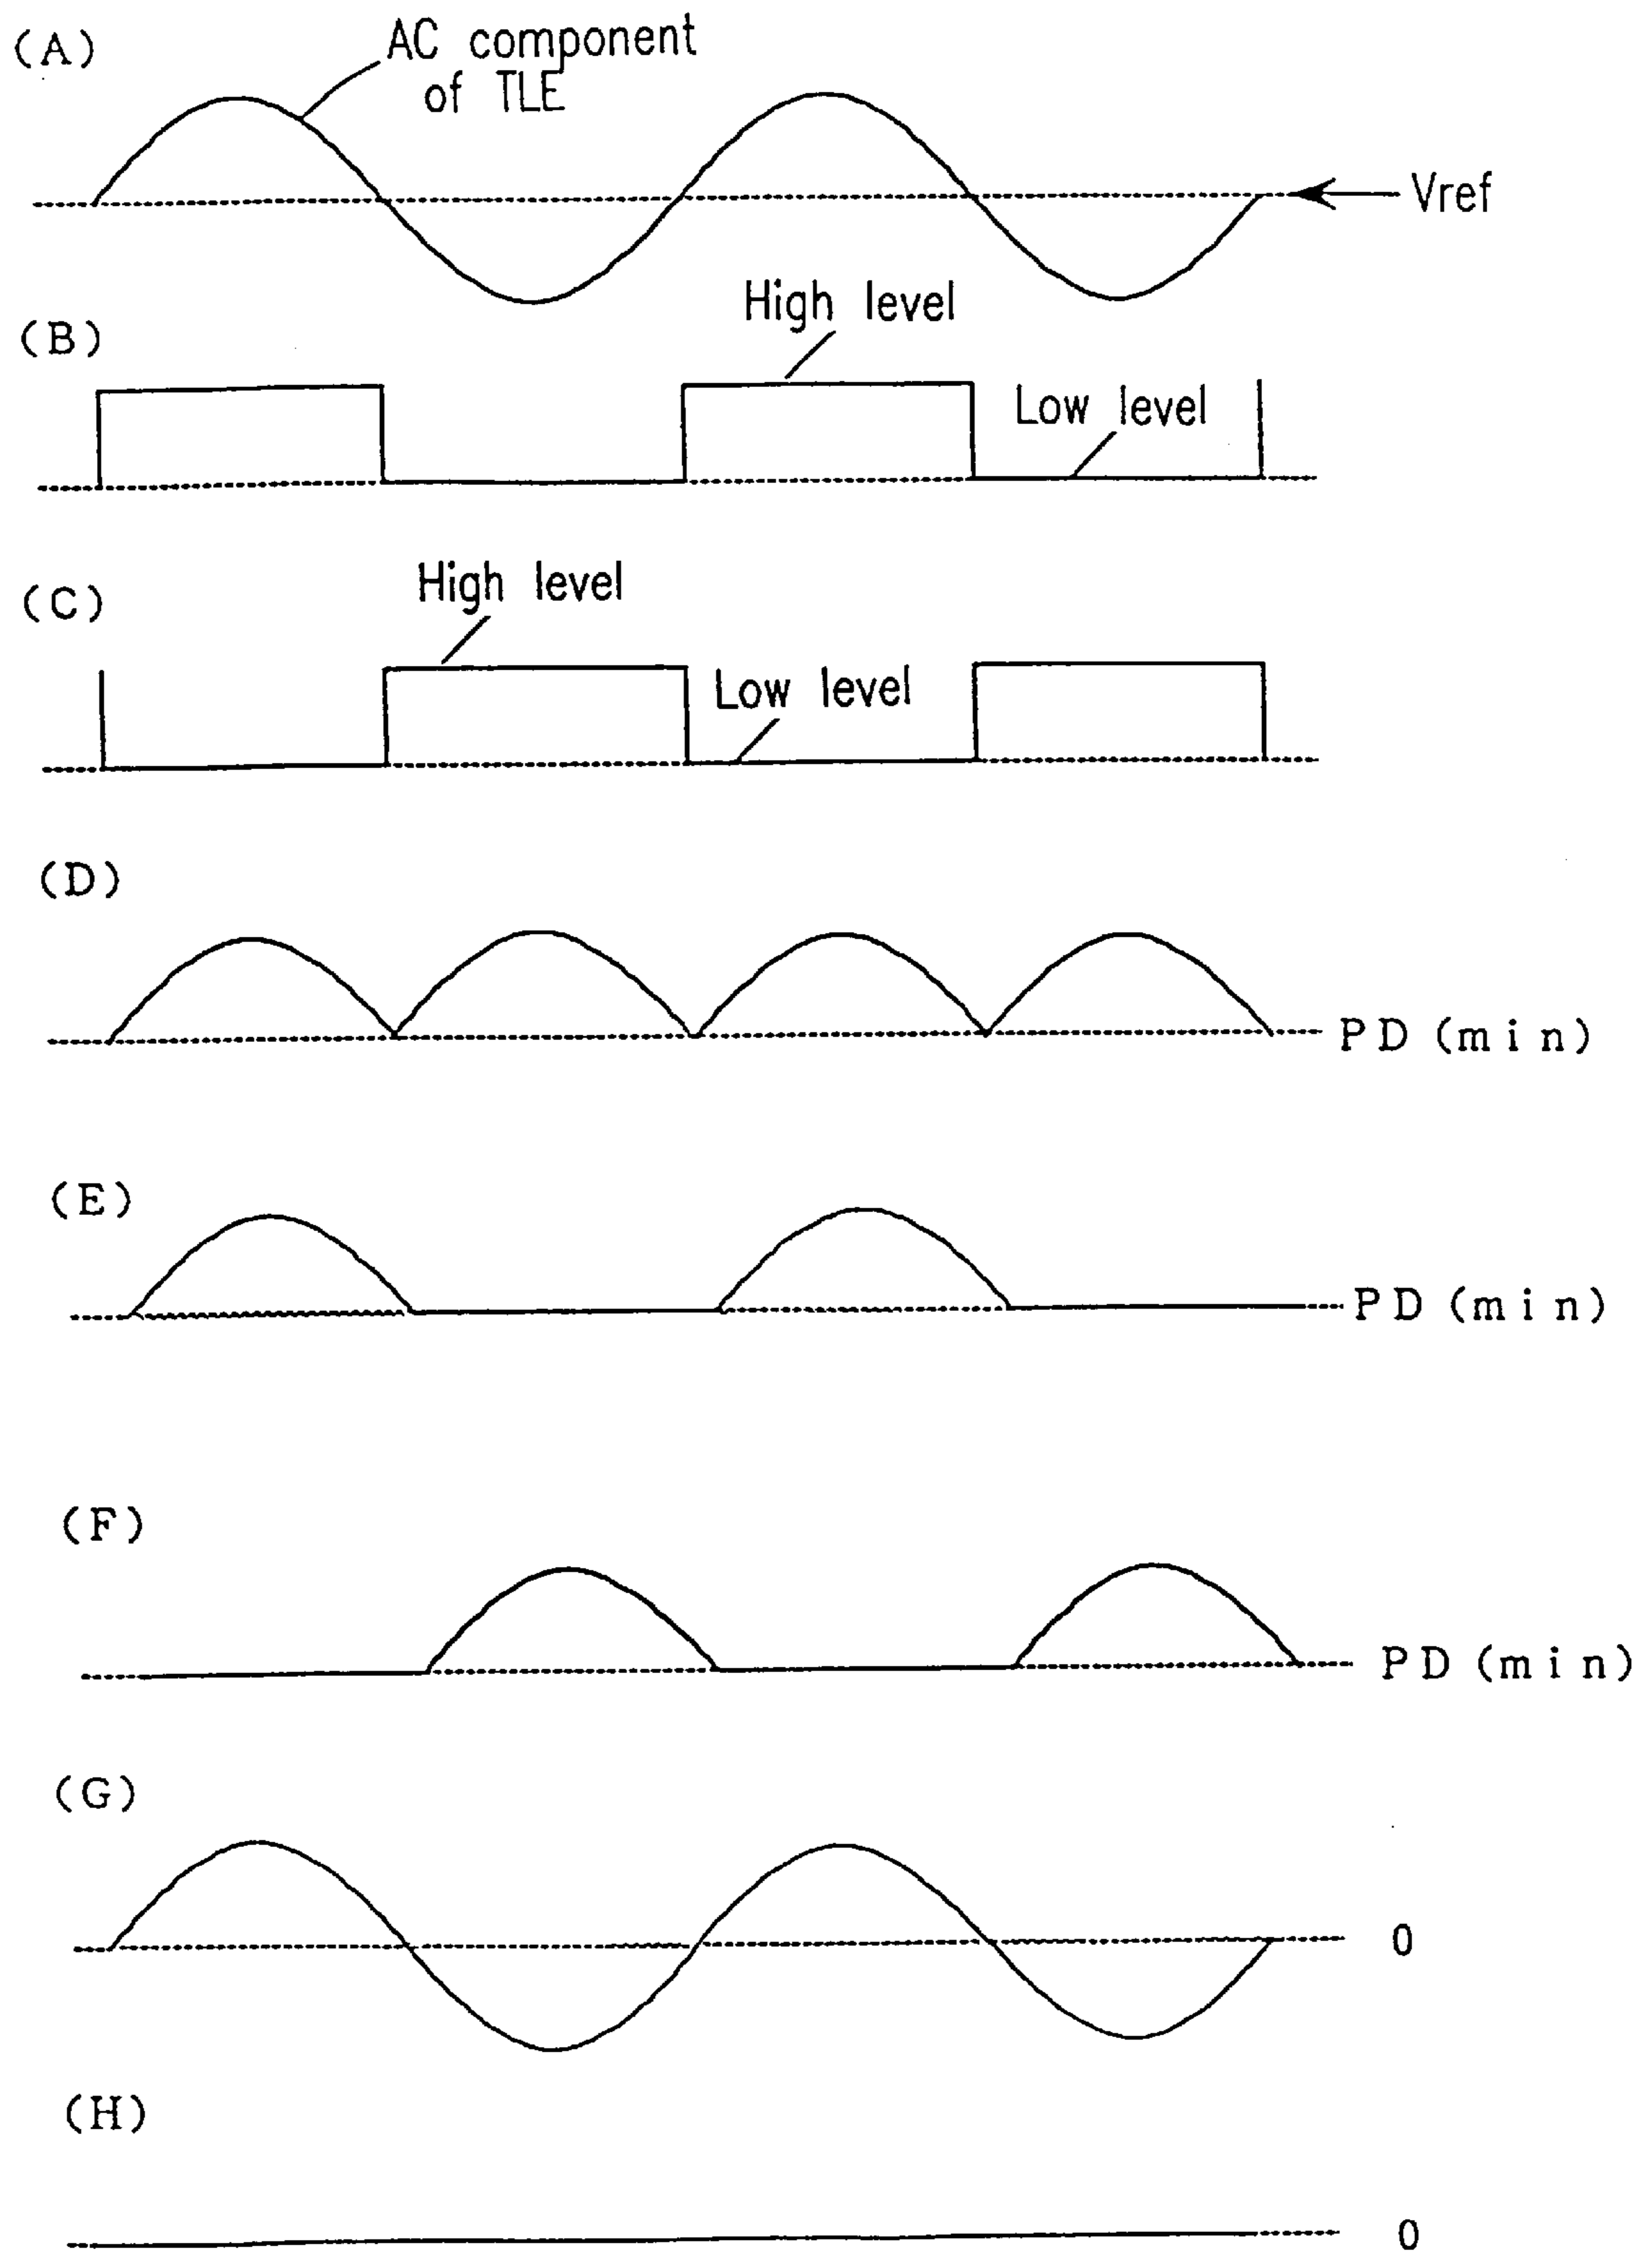 (A)
AC component
of TLE
Vref
(B)
High level
Low level
(C)
High level
Low level
(D)
PD (min)
(E)
PD (min)
(F)
PD (min)
(G)
0
(H)
0